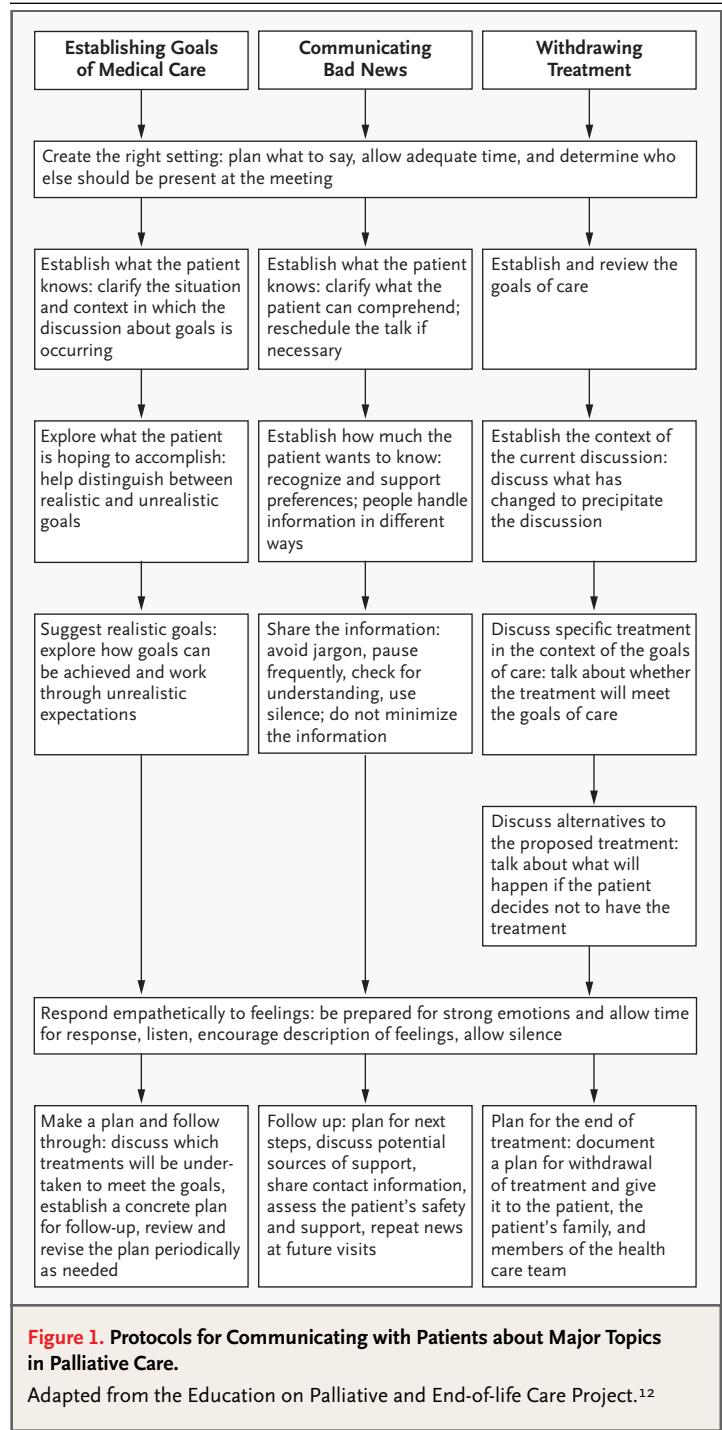 Establishing Goals
of Medical Care
Communicating
Bad News
Withdrawing
Treatment
Create the right setting: plan what to say, allow adequate time, and determine who
else should be present at the meeting
Establish what the patient
knows: clarify the situation
and context in which the
discussion about goals is
occurring
Establish what the patient
knows: clarify what the
patient can comprehend;
reschedule the talk if
necessary
Establish and review the
goals of care
Explore what the patient
is hoping to accomplish:
help distinguish between
realistic and unrealistic
goals
Establish how much the
patient wants to know:
recognize and support
preferences; people handle
information in different
ways
Establish the context of
the current discussion:
discuss what has
changed to precipitate
the discussion
Suggest realistic goals:
explore how goals can
be achieved and work
through unrealistic
expectations
Share the information:
avoid jargon, pause
frequently, check for
understanding, use
silence; do not minimize
the information
Discuss specific treatment
in the context of the goals
of care: talk about whether
the treatment will meet
the goals of care
Discuss alternatives to
the proposed treatment:
talk about what will
happen if the patient
decides not to have the
treatment
Respond empathetically to feelings: be prepared for strong emotions and allow time
for response, listen, encourage description of feelings, allow silence
Make a plan and follow
through: discuss which
treatments will be under-
taken to meet the goals,
establish a concrete plan
for follow-up, review and
revise the plan periodically
as needed
Follow up: plan for next
steps, discuss potential
sources of support,
share contact information,
assess the patient's safety
and support, repeat news
at future visits
Plan for the end of
treatment: document
a plan for withdrawal
of treatment and give
it to the patient, the
patient's family, and
members of the health
care team
Figure 1. Protocols for Communicating with Patients about Major Topics
in Palliative Care.
Adapted from the Education on Palliative and End-of-life Care Project.¹²